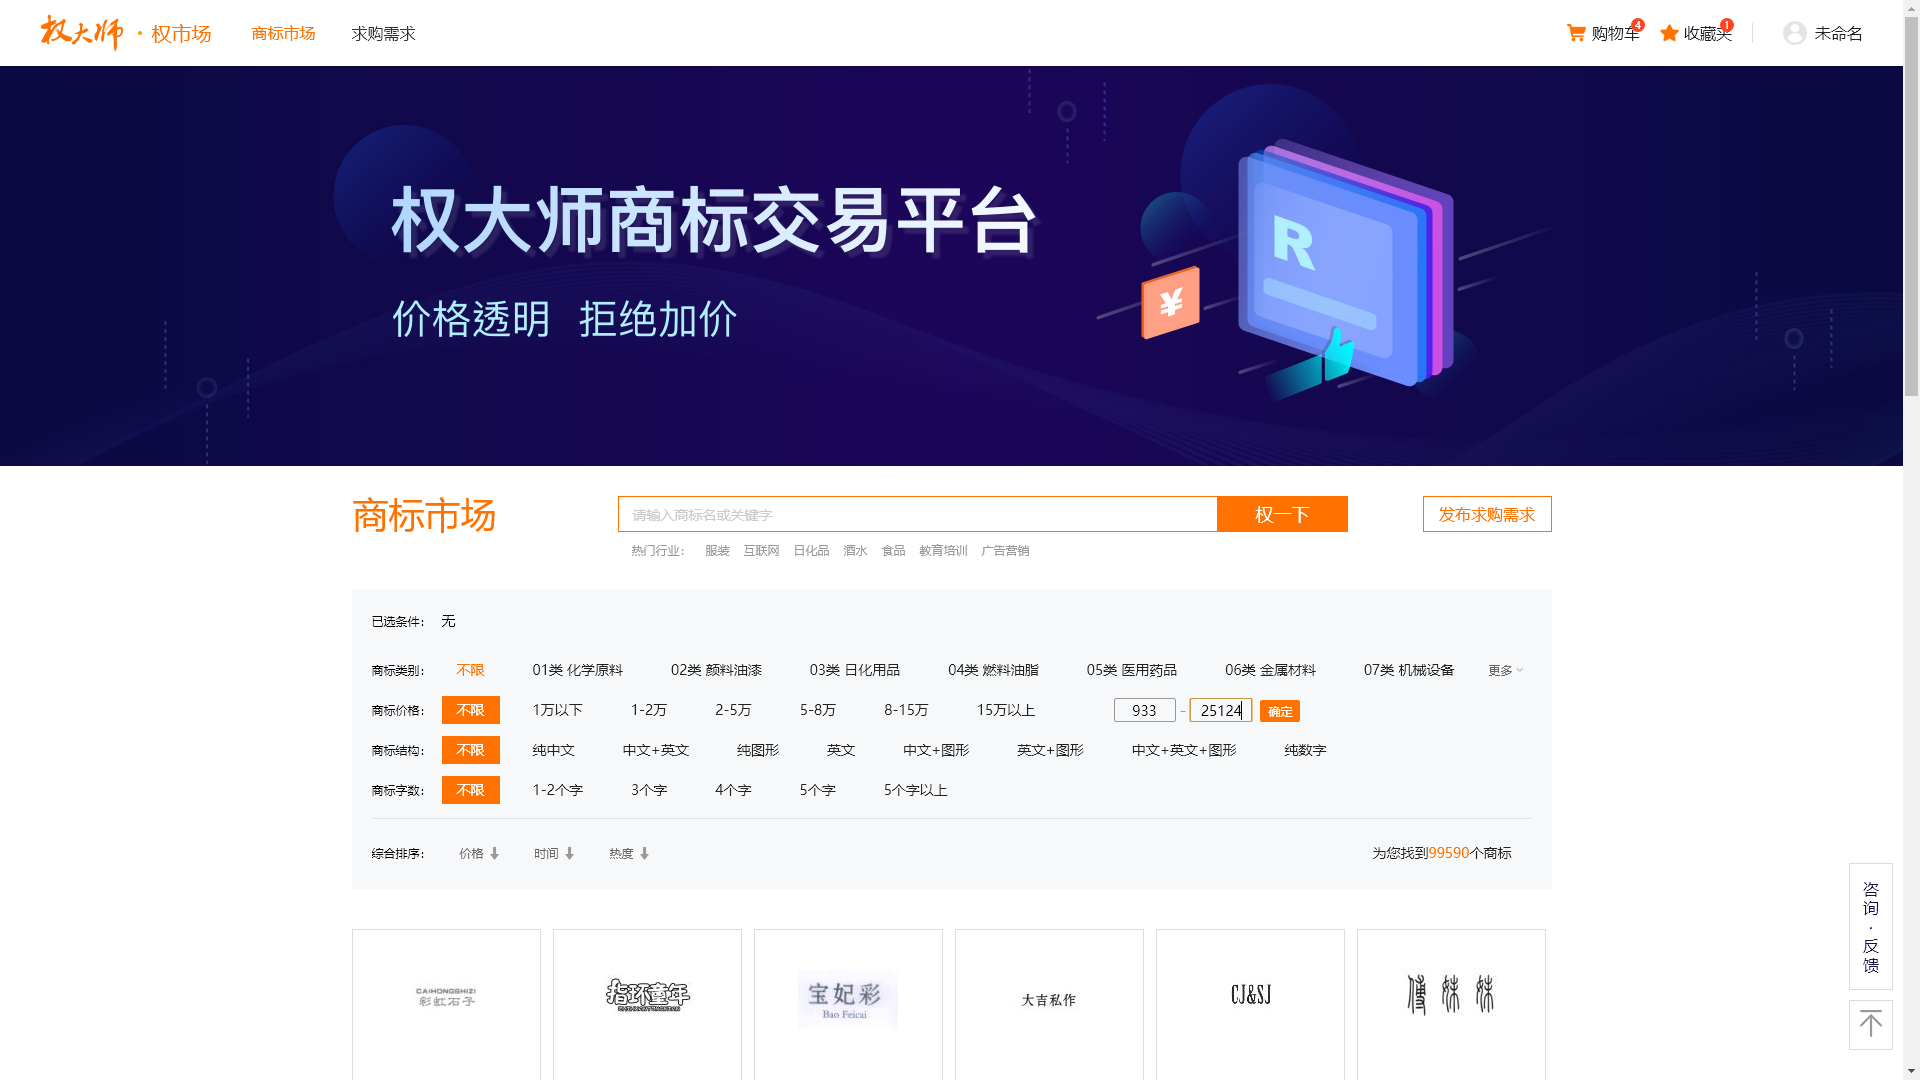 权大师 · 权市场 商标市场 求购需求 购物车 4 收藏夹 1 未命名
权大师商标交易平台
价格透明 拒绝加价
R
¥
商标市场 请输入商标名或关键字 权一下 发布求购需求
热门行业： 服装 互联网 日化品 酒水 食品 教育培训 广告营销
已选条件： 无
商标类别： 不限 01类 化学原料 02类 颜料油漆 03类 日化用品 04类 燃料油脂 05类 医用药品 06类 金属材料 07类 机械设备 更多
商标价格： 不限 1万以下 1-2万 2-5万 5-8万 8-15万 15万以上 933 - 25124 确定
商标结构： 不限 纯中文 中文+英文 纯图形 英文 中文+图形 英文+图形 中文+英文+图形 纯数字
商标字数： 不限 1-2个字 3个字 4个字 5个字 5个字以上
综合排序： 价格 时间 热度 为您找到99590个商标
咨询·反馈
CAIHONGSHIZI
彩虹石子
指环童年
ZHIHUANTONGNIAN
宝妃彩
Bao Feicai
大吉私作
CJ&SJ
傅妹妹